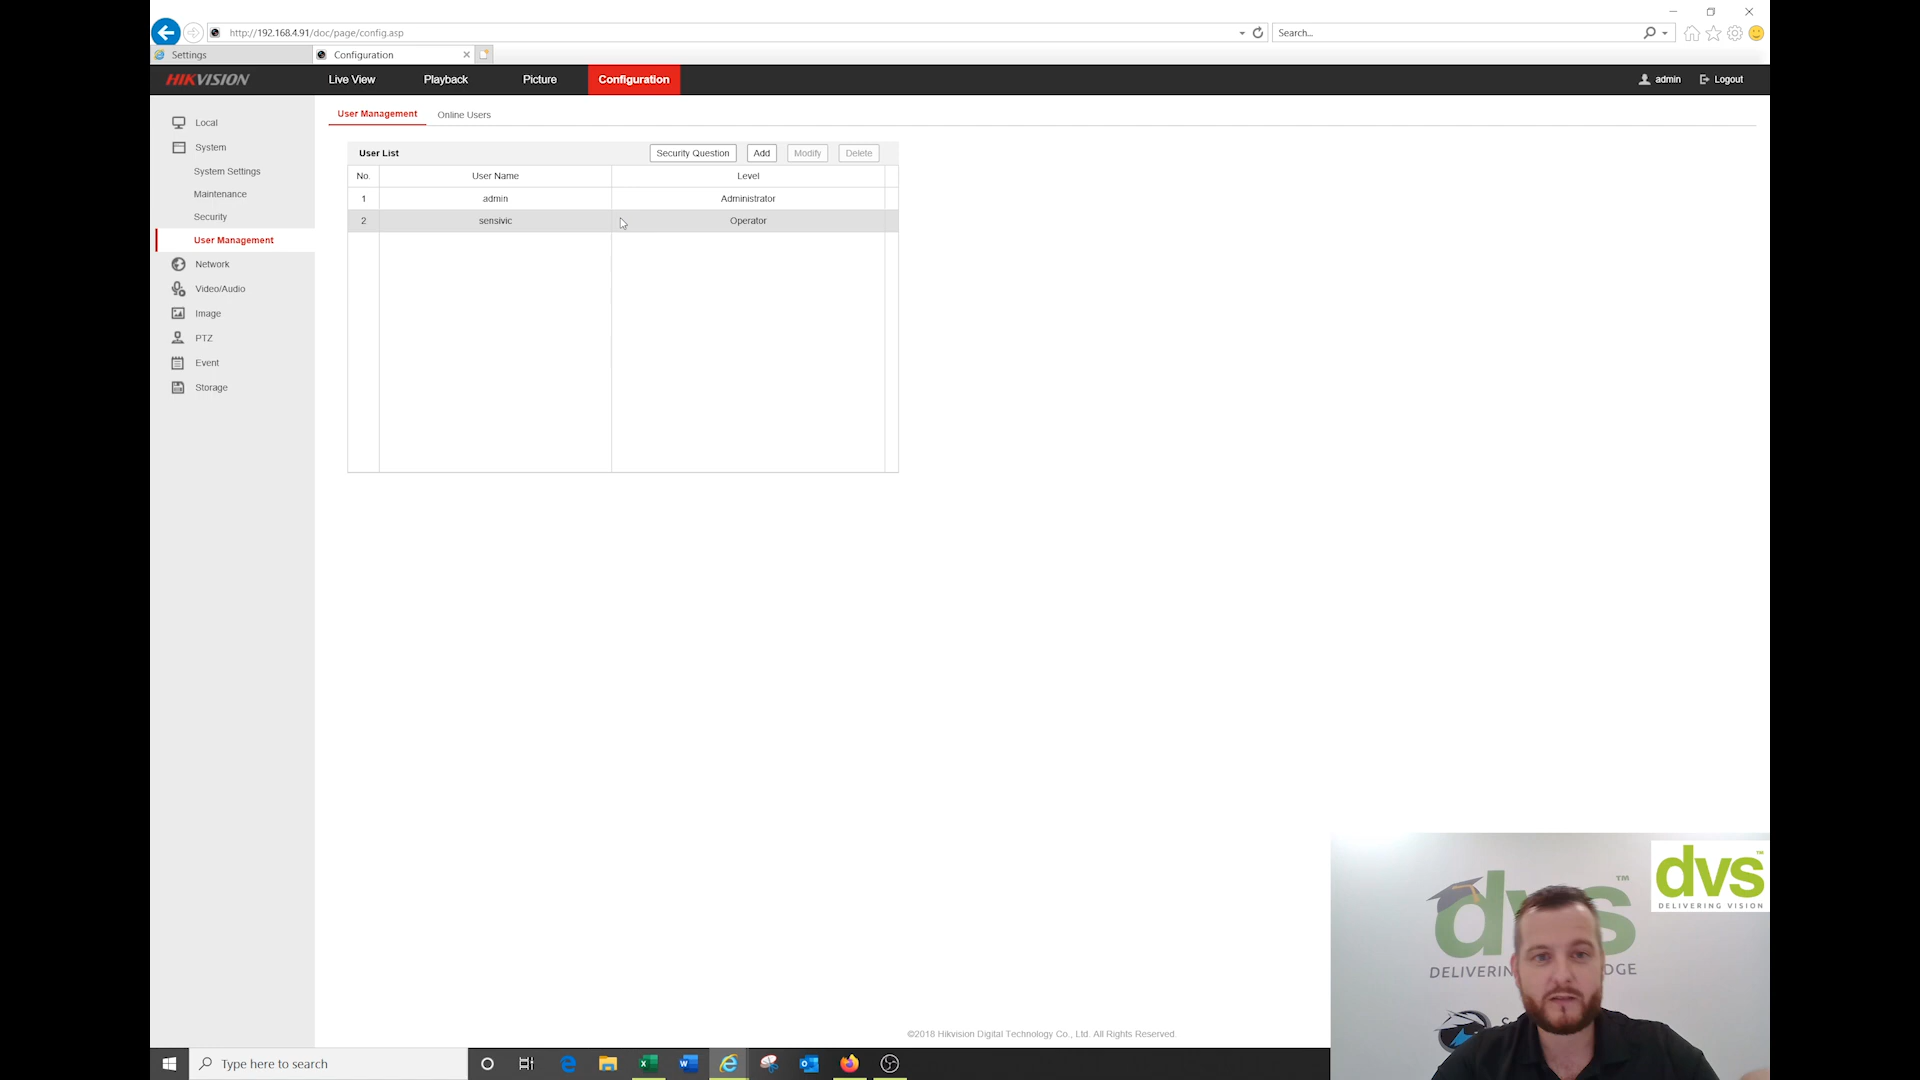 http://192.168.4.91/doc/page/config.asp
Search...
Settings
Configuration
HIKVISION
Live View
Playback
Picture
Configuration
admin
Logout
Local
System
System Settings
Maintenance
Security
User Management
Network
Video/Audio
Image
PTZ
Event
Storage
User Management
Online Users
User List
Security Question
Add
Modify
Delete
No.
User Name
Level
1
admin
Administrator
2
sensivic
Operator
dvs™
DELIVERING VISION
©2018 Hikvision Digital Technology Co., Ltd. All Rights Reserved.
Type here to search